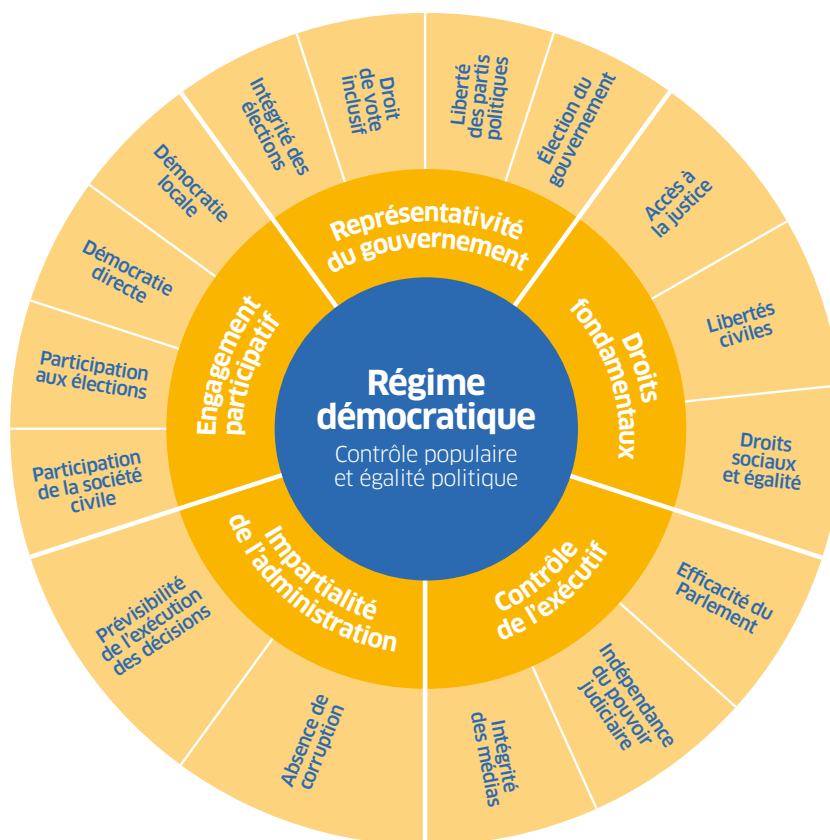 Régime
démocratique
Contrôle populaire
et égalité politique
Représentativité
du gouvernement
Intégrité des
élections
Droit
de vote
inclusif
Liberté
des partis
politiques
Élection du
gouvernement
Droits
fondamentaux
Accès à
la justice
Libertés
civiles
Droits
sociaux
et égalité
Contrôle
de l'exécutif
Efficacité du
Parlement
Indépendance
du pouvoir
judiciaire
Intégrité
des médias
Impartialité
de l'administration
Absence de
corruption
Prévisibilité
de l'exécution
des décisions
Engagement
participatif
Participation
de la société
civile
Participation
aux élections
Démocratie
directe
Démocratie
locale